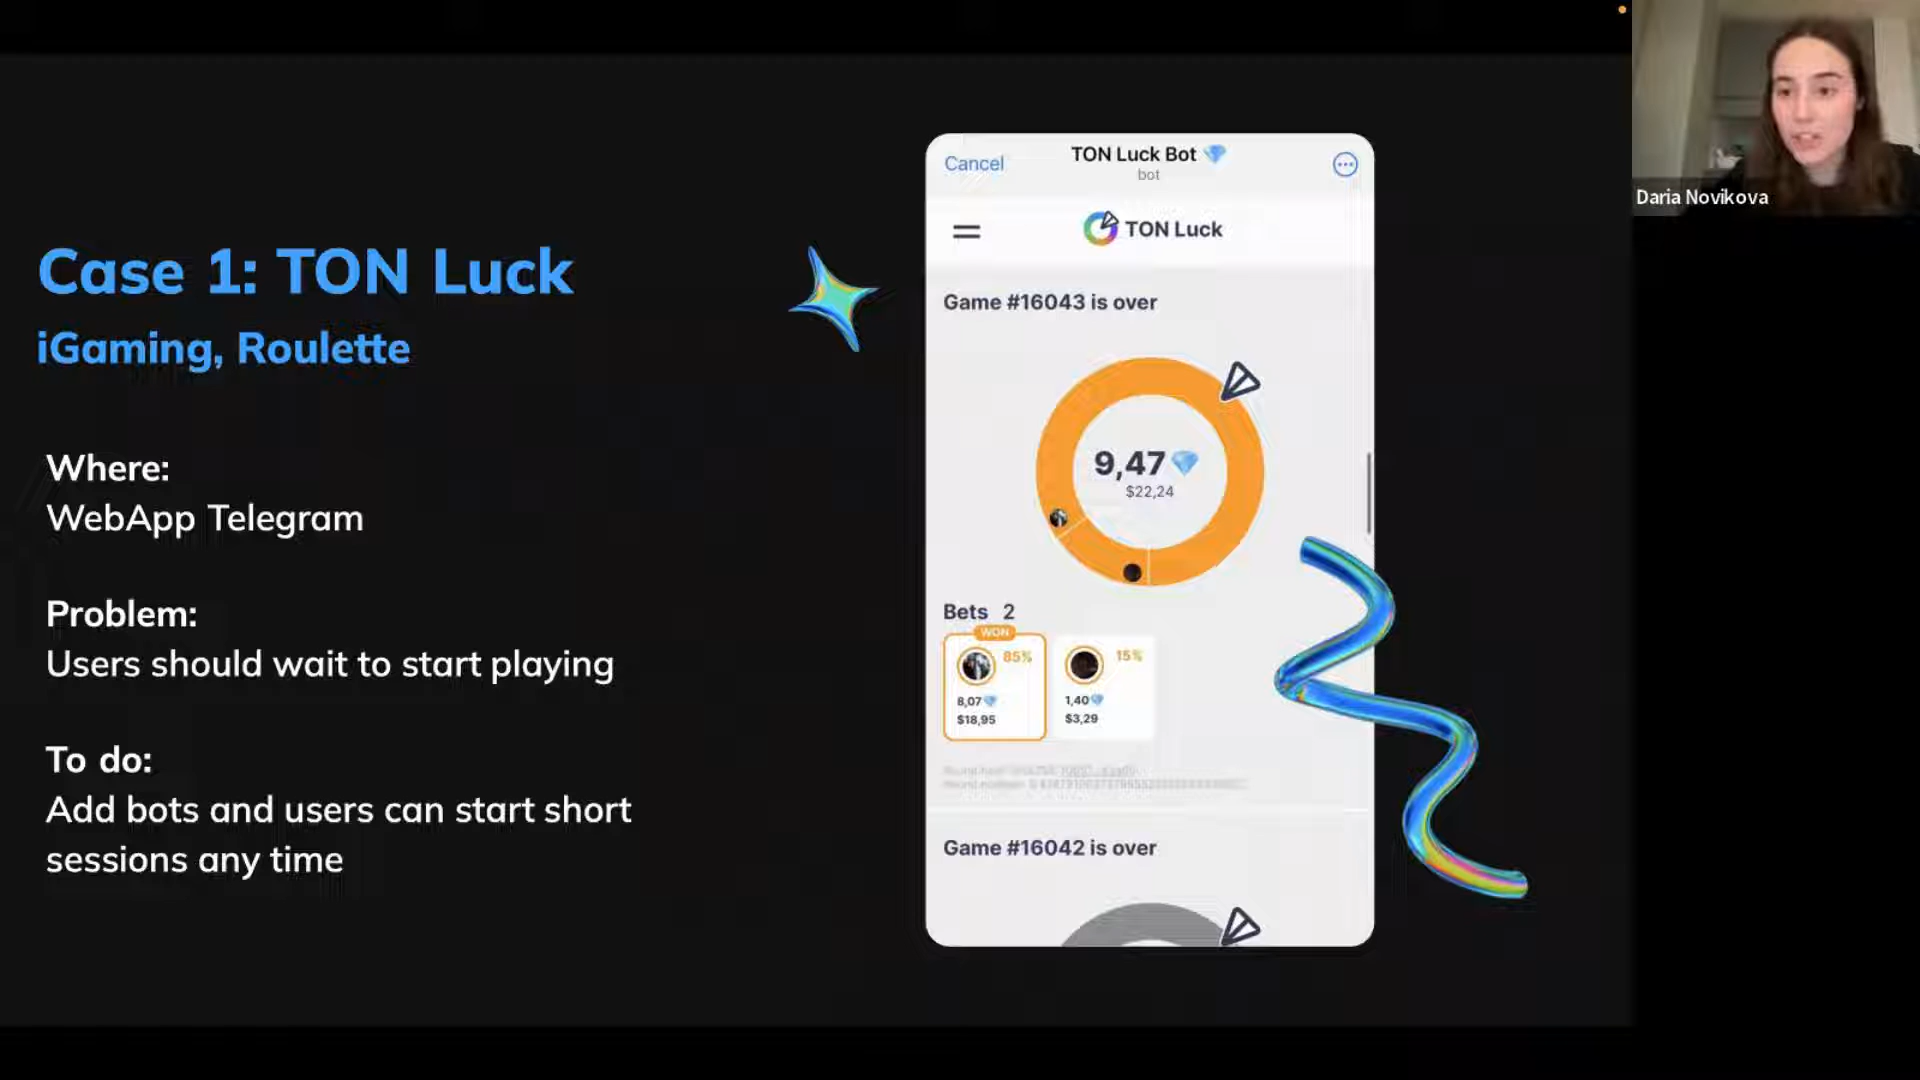 Case 1: TON Luck
iGaming, Roulette
Where:
WebApp Telegram
Problem:
Users should wait to start playing
To do:
Add bots and users can start short
sessions any time
Cancel
TON Luck Bot
bot
TON Luck
Game #16043 is over
9,47
$22,24
Bets 2
WON
85%
8,07
$18,95
15%
1,40
$3,29
Game #16042 is over
Daria Novikova